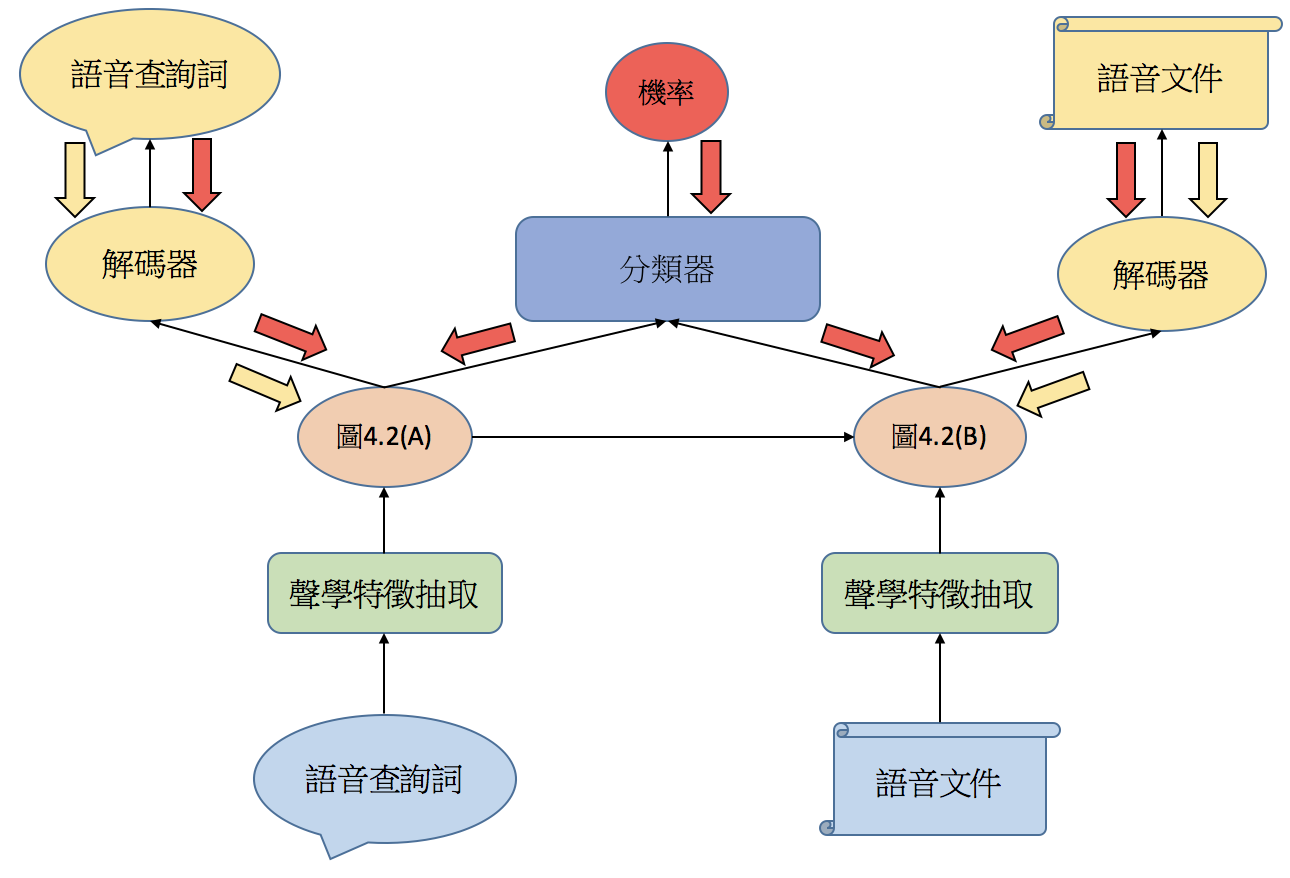 語音查詢詞
機率
語音文件
解碼器
分類器
解碼器
圖4.2(A)
圖4.2(B)
聲學特徵抽取
聲學特徵抽取
語音查詢詞
語音文件